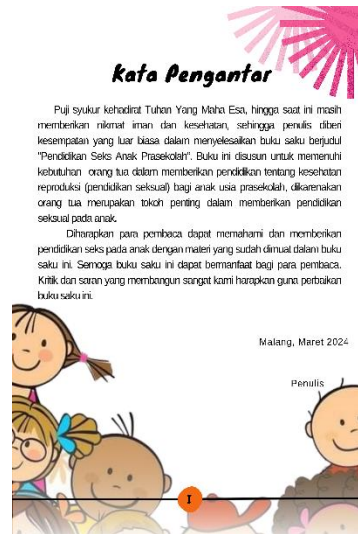 Kata Pengantar
Puji syukur kehadirat Tuhan Yang Maha Esa, hingga saat ini masih
memberikan nikmat iman dan kesehatan, sehingga penulis diberi
kesempatan yang luar biasa dalam menyelesaikan buku saku berjudul
"Pendidikan Seks Anak Prasekolah". Buku ini disusun untuk memenuhi
kebutuhan orang tua dalam memberikan pendidikan tentang kesehatan
reproduksi (pendidikan seksual) bagi anak usia prasekolah, dikarenakan
orang tua merupakan tokoh penting dalam memberikan pendidikan
seksual pada anak.
Diharapkan para pembaca dapat memahami dan memberikan
pendidikan seks pada anak dengan materi yang sudah dimuat dalam buku
saku ini. Semoga buku saku ini dapat bermanfaat bagi para pembaca.
Kritik dan saran yang membangun sangat kami harapkan guna perbaikan
buku saku ini.
Malang, Maret 2024
Penulis
I